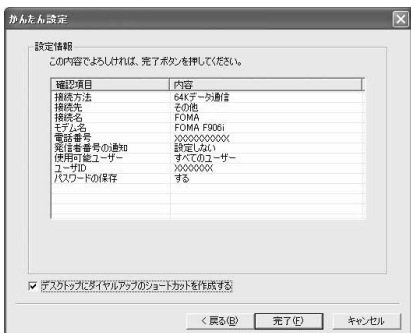 かんたん設定
設定情報
この内容でよろしければ、完了ボタンを押してください。
確認項目 内容
接続方法 64Kデータ通信
接続先 その他
接続名 FOMA
モデム名 FOMA F906i
電話番号 XXXXXXXXXX
発信者番号の通知 設定しない
使用可能ユーザー すべてのユーザー
ユーザID XXXXXXX
パスワードの保存 する
デスクトップにダイヤルアップのショートカットを作成する
< 戻る(B) 完了(F) キャンセル